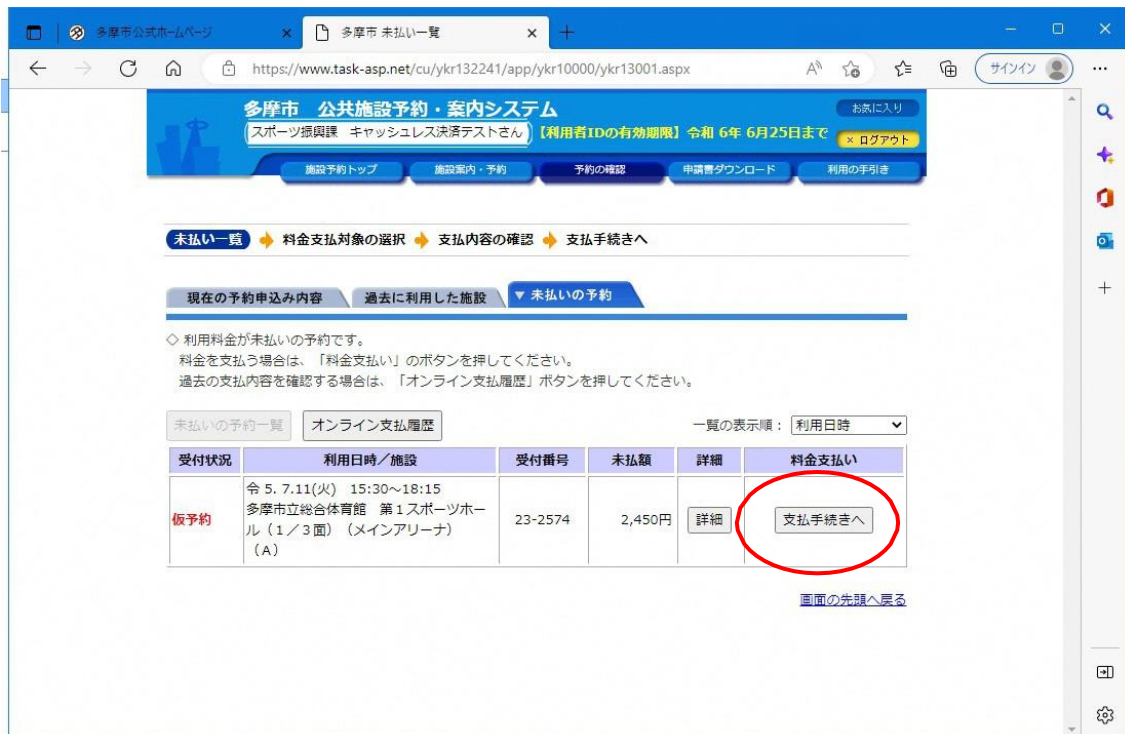 多摩市公式ホームページ
多摩市 未払い一覧
https://www.task-asp.net/cu/ykr132241/app/ykr10000/ykr13001.aspx
サインイン
多摩市 公共施設予約・案内システム
お気に入り
スポーツ振興課 キャッシュレス決済テストさん
【利用者IDの有効期限】令和 6年 6月25日まで
× ログアウト
施設予約トップ 施設案内・予約 予約の確認 申請書ダウンロード 利用の手引き
未払い一覧 料金支払対象の選択 支払内容の確認 支払手続きへ
現在の予約申込み内容 過去に利用した施設 ▼ 未払いの予約
◇ 利用料金が未払いの予約です。
料金を支払う場合は、「料金支払い」のボタンを押してください。
過去の支払内容を確認する場合は、「オンライン支払履歴」ボタンを押してください。
未払いの予約一覧 オンライン支払履歴 一覧の表示順： 利用日時
受付状況 利用日時／施設 受付番号 未払額 詳細 料金支払い
令 5. 7.11(火) 15:30～18:15
多摩市立総合体育館 第１スポーツホー
仮予約 23-2574 2,450円 詳細 支払手続きへ
ル（１／３面）（メインアリーナ）
（A）
画面の先頭へ戻る